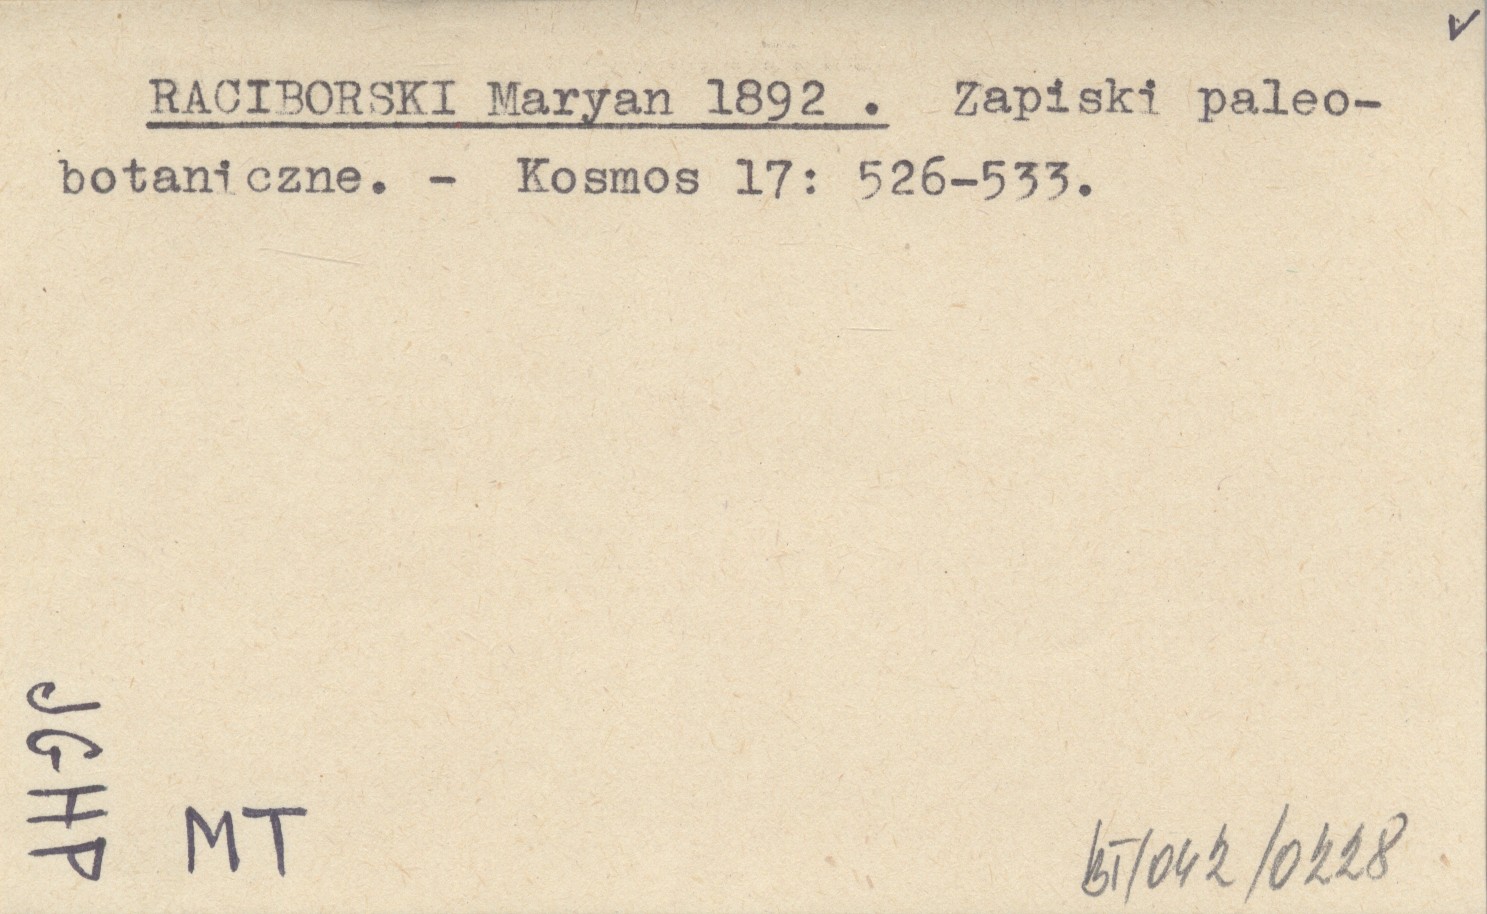 ✓
RACIBORSKI Maryan 1892 . Zapiski paleo-
botaniczne. - Kosmos 17: 526-533.
JGHP
MT
BT/042/0228